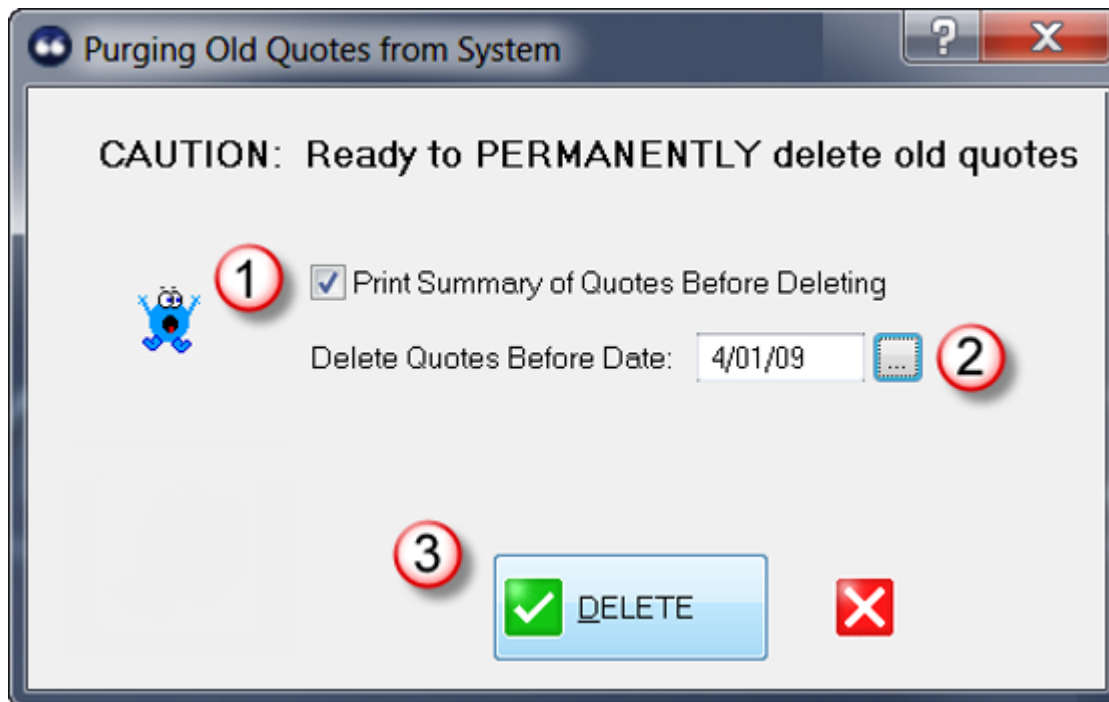 Purging Old Quotes from System
CAUTION: Ready to PERMANENTLY delete old quotes
1 Print Summary of Quotes Before Deleting
Delete Quotes Before Date: 4/01/09 ... 2
3 DELETE